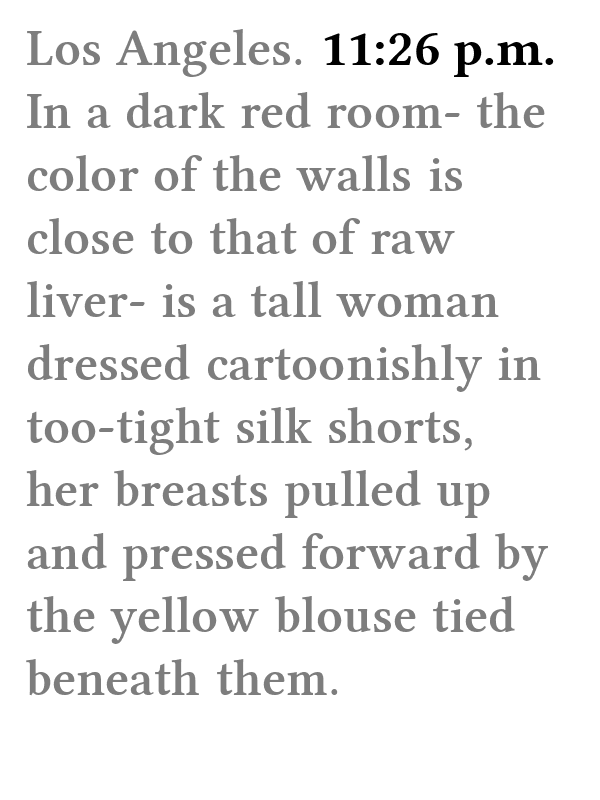 Los Angeles. 11:26 p.m.
In a dark red room- the
color of the walls is
close to that of raw
liver- is a tall woman
dressed cartoonishly in
too-tight silk shorts,
her breasts pulled up
and pressed forward by
the yellow blouse tied
beneath them.